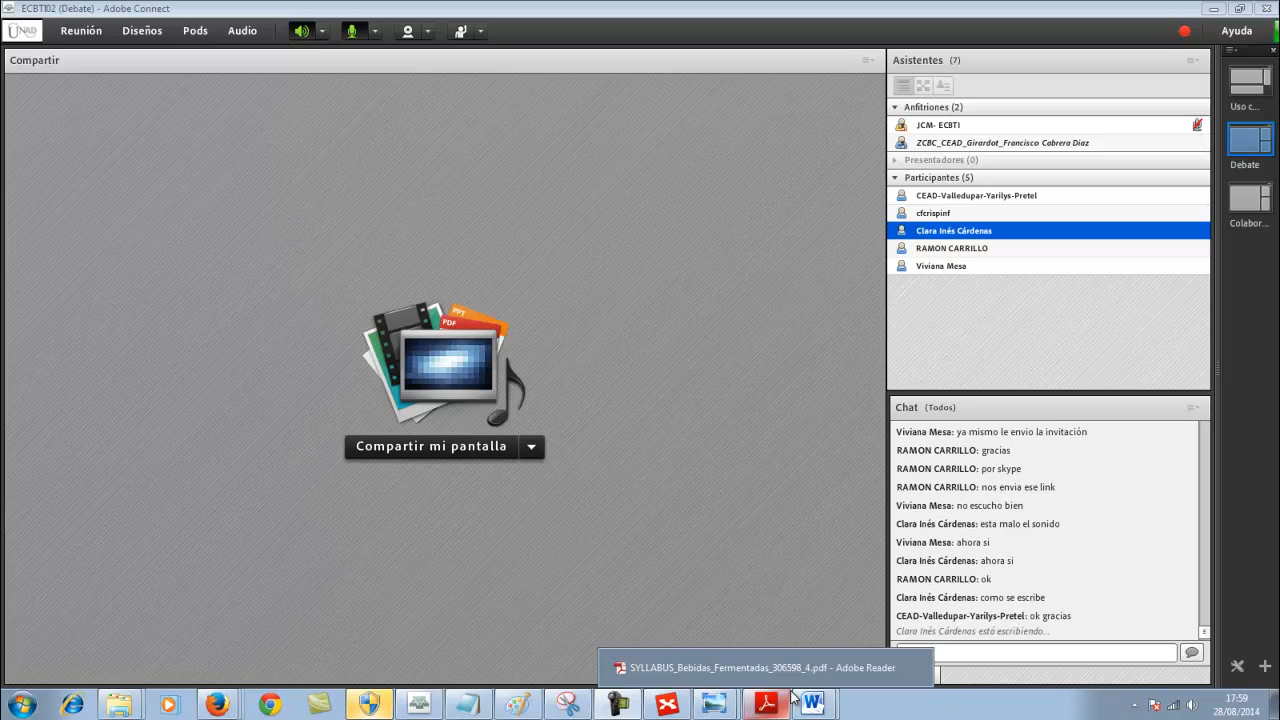 ECBTI02 (Debate) - Adobe Connect
UNAD
Reunión Diseños Pods Audio Ayuda
Compartir
PPT
PDF
Compartir mi pantalla
Asistentes (7)
Anfitriones (2)
JCM- ECBTI
ZCBC_CEAD_Girardot_Francisco Cabrera Diaz
Presentadores (0)
Participantes (5)
CEAD-Valledupar-Yarilys-Pretel
cfcrispinf
Clara Inés Cárdenas
RAMON CARRILLO
Viviana Mesa
Uso c...
Debate
Colabor...
Chat (Todos)
Viviana Mesa: ya mismo le envio la invitación
RAMON CARRILLO: gracias
RAMON CARRILLO: por skype
RAMON CARRILLO: nos envia ese link
Viviana Mesa: no escucho bien
Clara Inés Cárdenas: esta malo el sonido
Viviana Mesa: ahora si
Clara Inés Cárdenas: ahora si
RAMON CARRILLO: ok
Clara Inés Cárdenas: como se escribe
CEAD-Valledupar-Yarilys-Pretel: ok gracias
Clara Inés Cárdenas está escribiendo...
SYLLABUS_Bebidas_Fermentadas_306598_4.pdf - Adobe Reader
17:59
28/08/2014